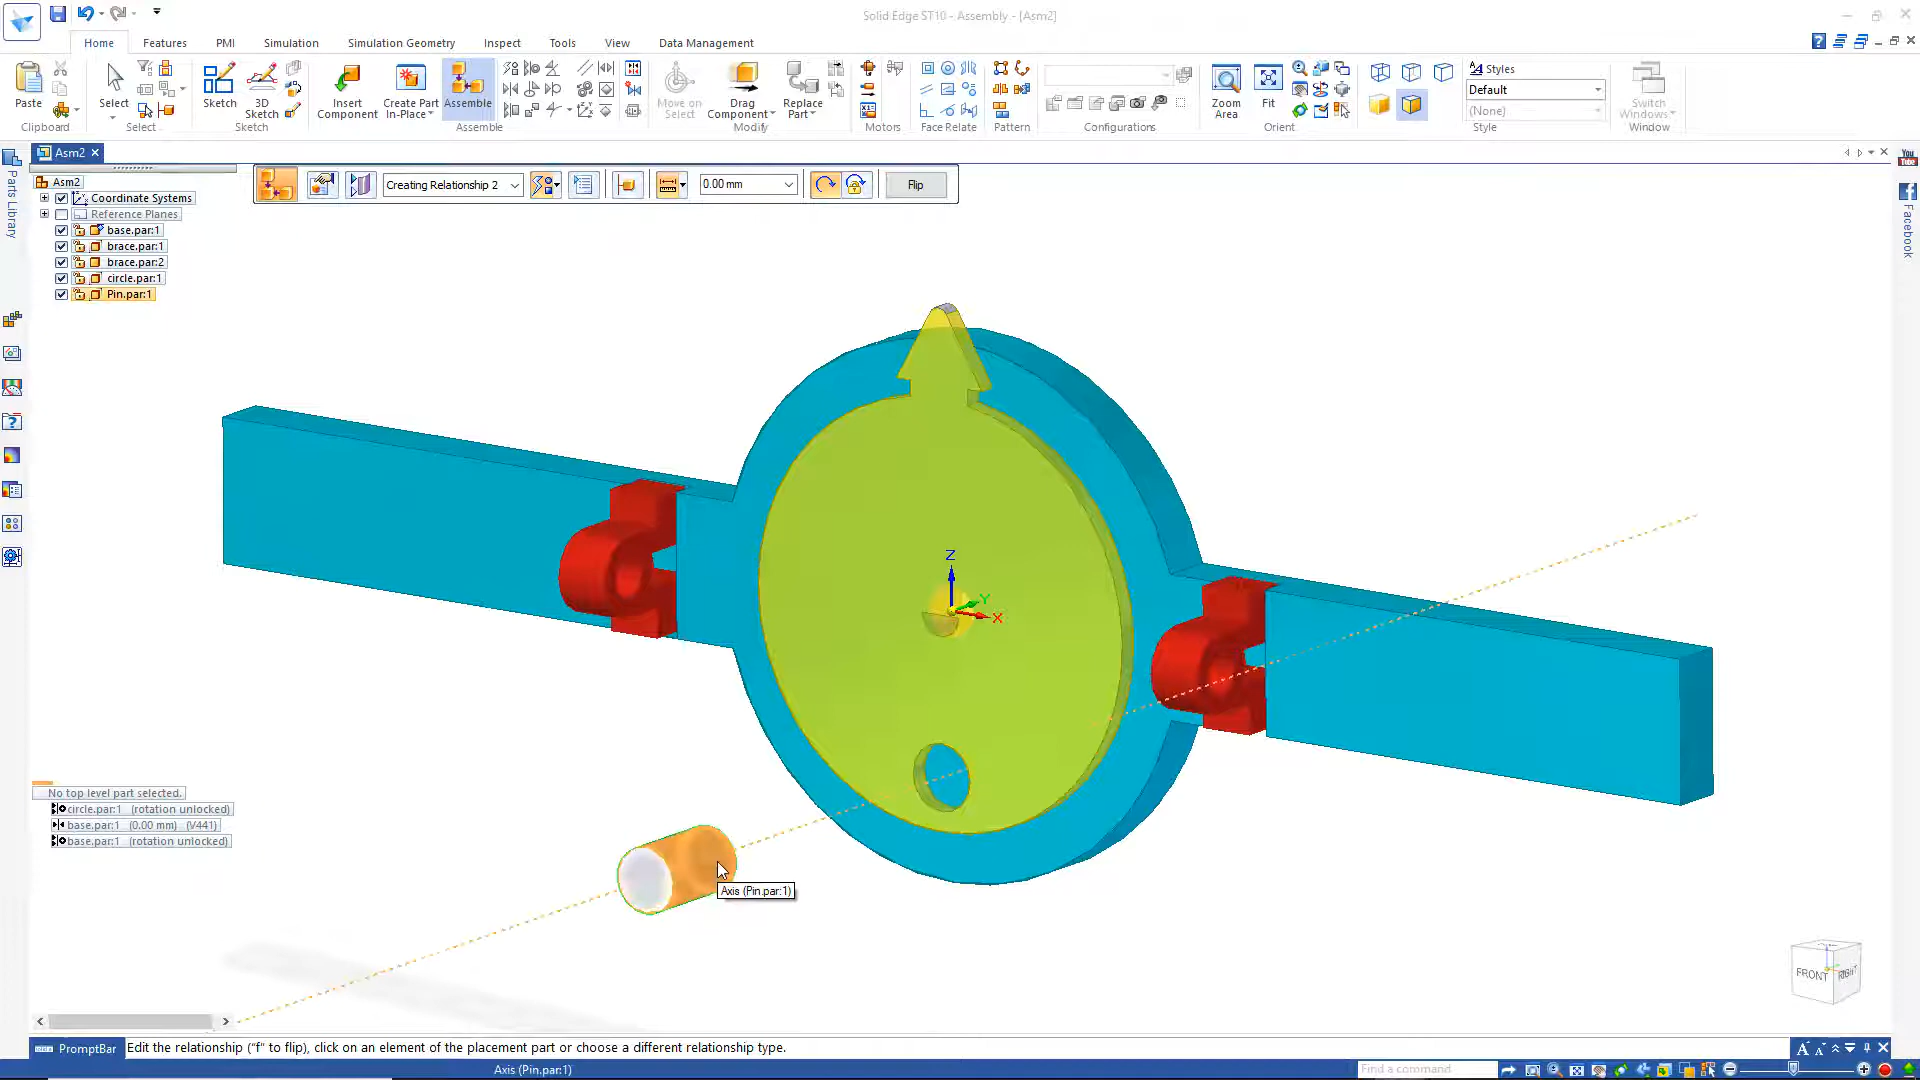 Solid Edge ST10 - Assembly - [Asm2]
Home Features PMI Simulation Simulation Geometry Inspect Tools View Data Management
Paste
Clipboard
Select
Select
Sketch
3D Sketch
Sketch
Insert Component
Create Part In-Place
Assemble
Assemble
Move on Select
Drag Component
Replace Part
Modify
Motors
Face Relate
Pattern
Configurations
Zoom Area
Fit
Orient
Styles
Default
(None)
Style
Switch Windows
Window
Asm2
Creating Relationship 2
0.00 mm
Flip
Parts Library
You Tube
Facebook
Asm2
Coordinate Systems
Reference Planes
base.par:1
brace.par:1
brace.par:2
circle.par:1
Pin.par:1
Z
Y
X
Axis (Pin.par:1)
No top level part selected.
circle.par:1 (rotation unlocked)
base.par:1 (0.00 mm) (V441)
base.par:1 (rotation unlocked)
FRONT
RIGHT
PromptBar
Edit the relationship ("f" to flip), click on an element of the placement part or choose a different relationship type.
Axis (Pin.par:1)
Find a command